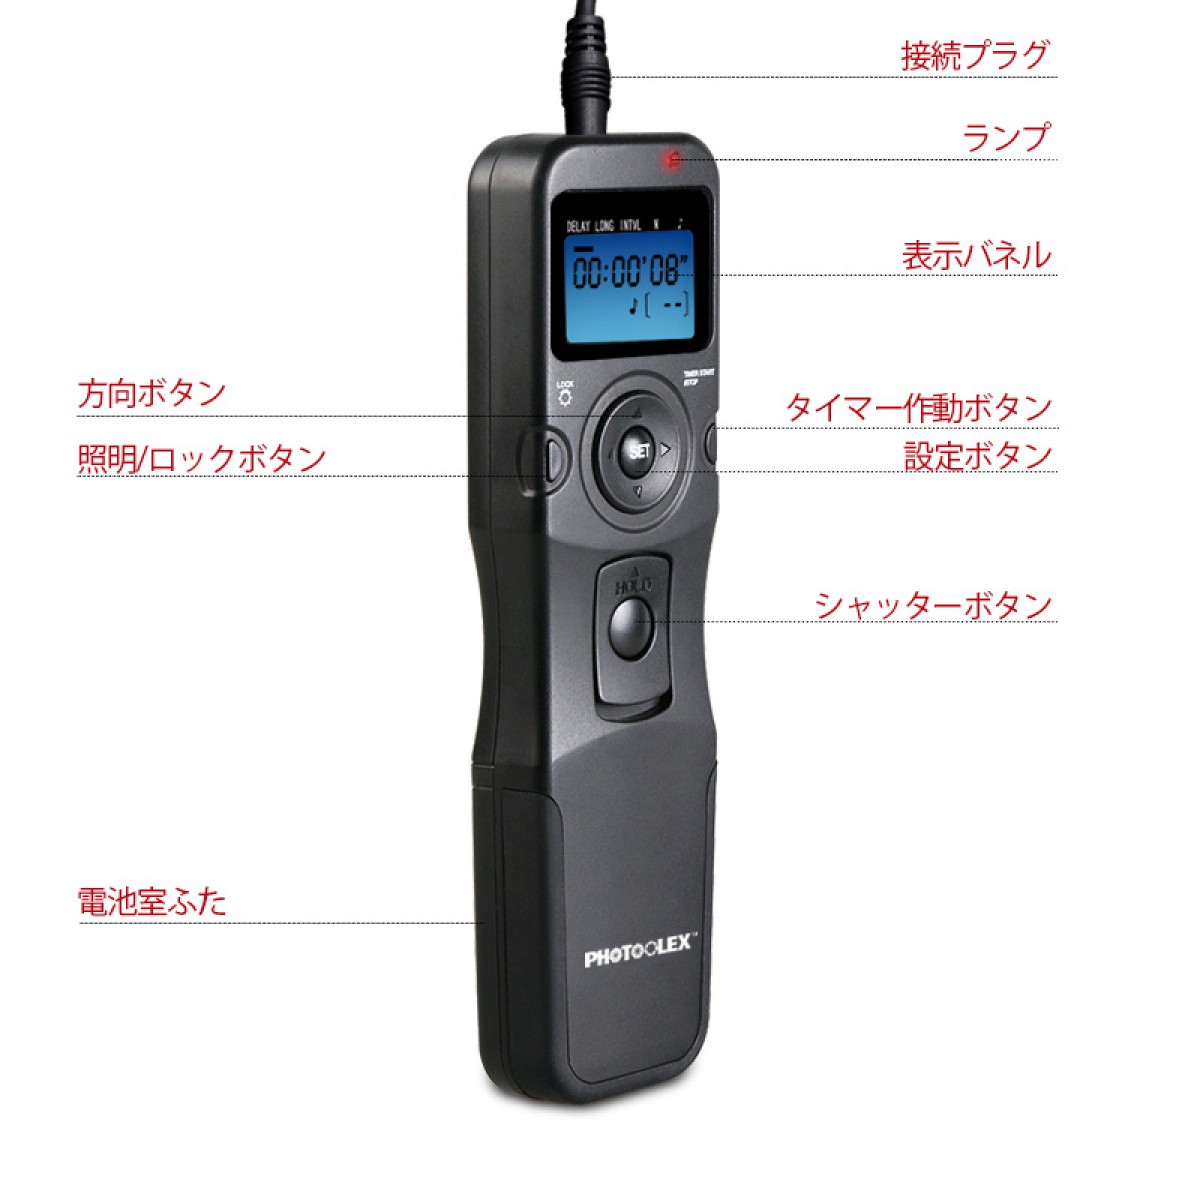 接続プラグ
ランプ
DELAY LONG INTVL N ♪
表示パネル
00:00'08"
♪ [ -- ]
方向ボタン
LOCK
TIMER START
/STOP
タイマー作動ボタン
照明/ロックボタン
SET
設定ボタン
HOLD
シャッターボタン
電池室ふた
PHOTOOLEX™